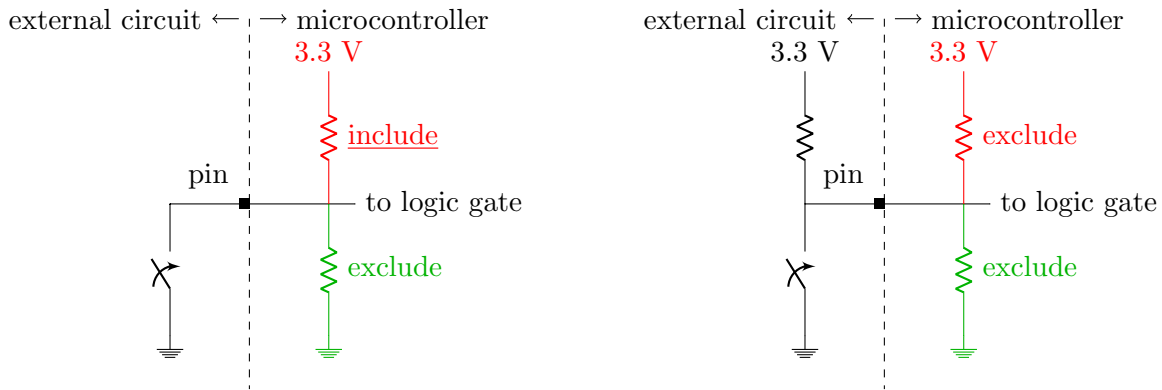 external circuit ← → microcontroller
3.3 V
include
pin
to logic gate
exclude
external circuit ← → microcontroller
3.3 V 3.3 V
exclude
pin
to logic gate
exclude